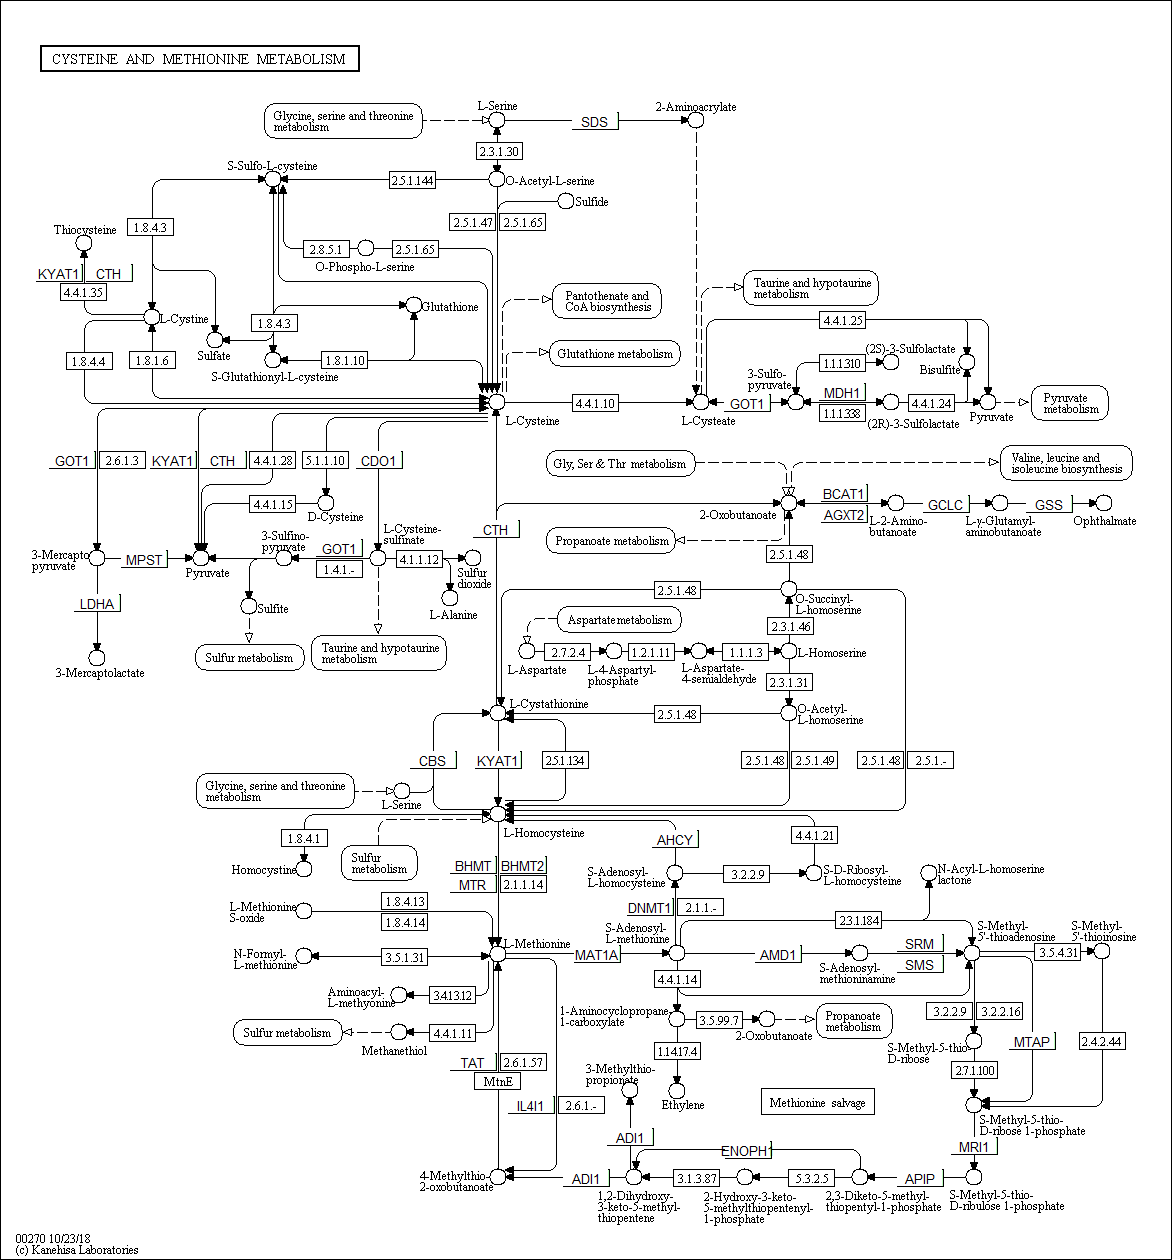 CYSTEINE AND METHIONINE METABOLISM
L-Serine
2-Aminoacrylate
Glycine, serine and threonine
metabolism
SDS
2.3.1.30
S-Sulfo-L-cysteine
2.5.1.144
O-Acetyl-L-serine
Sulfide
1.8.4.3
2.5.1.47
2.5.1.65
Thiocysteine
2.8.5.1
2.5.1.65
O-Phospho-L-serine
KYAT1
CTH
4.4.1.35
Taurine and hypotaurine
metabolism
Pantothenate and
CoA biosynthesis
Glutathione
L-Cystine
1.8.4.3
4.4.1.25
Sulfate
1.8.4.4
1.8.1.6
1.8.1.10
S-Glutathionyl-L-cysteine
Glutathione metabolism
(2S)-3-Sulfolactate
1.1.1.310
Bisulfite
3-Sulfo-
pyruvate
L-Cysteine
4.4.1.10
L-Cysteate
GOT1
MDH1
1.1.1.338
(2R)-3-Sulfolactate
4.4.1.24
Pyruvate
Pyruvate
metabolism
GOT1
2.6.1.3
KYAT1
CTH
4.4.1.28
5.1.1.10
CDO1
Gly, Ser & Thr metabolism
Valine, leucine and
isoleucine biosynthesis
4.4.1.15
D-Cysteine
CTH
2-Oxobutanoate
BCAT1
AGXT2
L-2-Amino-
butanoate
GCLC
L-γ-Glutamyl-
aminobutanoate
GSS
Ophthalmate
3-Mercapto
pyruvate
MPST
Pyruvate
3-Sulfino-
pyruvate
GOT1
1.4.1.-
L-Cysteine-
sulfinate
4.1.1.12
Sulfur
dioxide
Propanoate metabolism
2.5.1.48
LDHA
Sulfite
L-Alanine
2.5.1.48
O-Succinyl-
L-homoserine
Aspartate metabolism
2.3.1.46
3-Mercaptolactate
Sulfur metabolism
Taurine and hypotaurine
metabolism
L-Aspartate
2.7.2.4
L-4-Aspartyl-
phosphate
1.2.1.11
L-Aspartate-
4-semialdehyde
1.1.1.3
L-Homoserine
2.3.1.31
L-Cystathionine
2.5.1.48
O-Acetyl-
L-homoserine
CBS
KYAT1
2.5.1.134
2.5.1.48
2.5.1.49
2.5.1.48
2.5.1.-
Glycine, serine and threonine
metabolism
L-Serine
L-Homocysteine
1.8.4.1
AHCY
4.4.1.21
Homocystine
Sulfur
metabolism
BHMT
BHMT2
MTR
2.1.1.14
S-Adenosyl-
L-homocysteine
3.2.2.9
S-D-Ribosyl-
L-homocysteine
N-Acyl-L-homoserine
lactone
L-Methionine
S-oxide
1.8.4.13
1.8.4.14
DNMT1
2.1.1.-
2.3.1.184
S-Adenosyl-
L-methionine
S-Methyl-
5'-thioadenosine
S-Methyl-
5'-thioinosine
N-Formyl-
L-methionine
3.5.1.31
L-Methionine
MAT1A
AMD1
S-Adenosyl-
methioninamine
SRM
SMS
3.5.4.31
4.4.1.14
Aminoacyl-
L-methyonine
3.4.13.12
Sulfur metabolism
Methanethiol
4.4.1.11
1-Aminocyclopropane
1-carboxylate
3.5.99.7
2-Oxobutanoate
Propanoate
metabolism
3.2.2.9
3.2.2.16
S-Methyl-5-thio-
D-ribose
MTAP
2.4.2.44
1.14.17.4
TAT
2.6.1.57
MtnE
3-Methylthio-
propionate
2.7.1.100
IL4I1
2.6.1.-
Ethylene
Methionine salvage
S-Methyl-5-thio-
D-ribose 1-phosphate
ADI1
ENOPH1
MRI1
4-Methylthio-
2-oxobutanoate
ADI1
1,2-Dihydroxy-
3-keto-5-methyl-
thiopentene
3.1.3.87
2-Hydroxy-3-keto-
5-methylthiopentenyl-
1-phosphate
5.3.2.5
2,3-Diketo-5-methyl-
thiopentyl-1-phosphate
APIP
S-Methyl-5-thio-
D-ribulose 1-phosphate
00270 10/23/18
(c) Kanehisa Laboratories